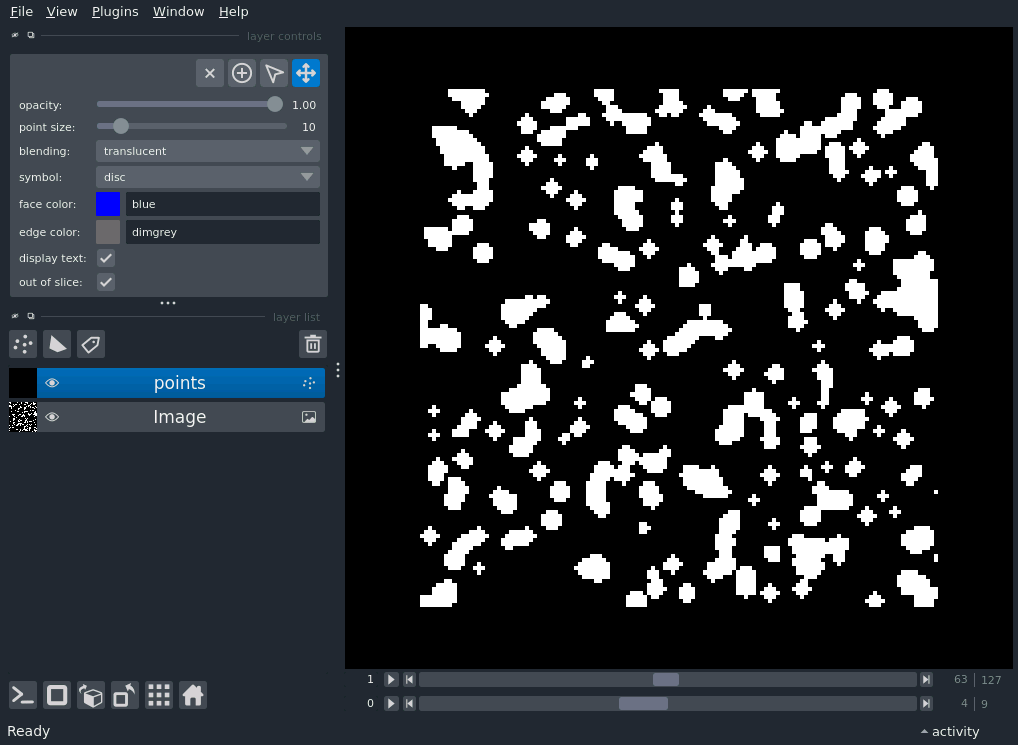 File View Plugins Window Help
layer controls
opacity: 1.00
point size: 10
blending: translucent
symbol: disc
face color: blue
edge color: dimgrey
display text:
out of slice:
layer list
points
Image
1 63 127
0 4 9
Ready activity